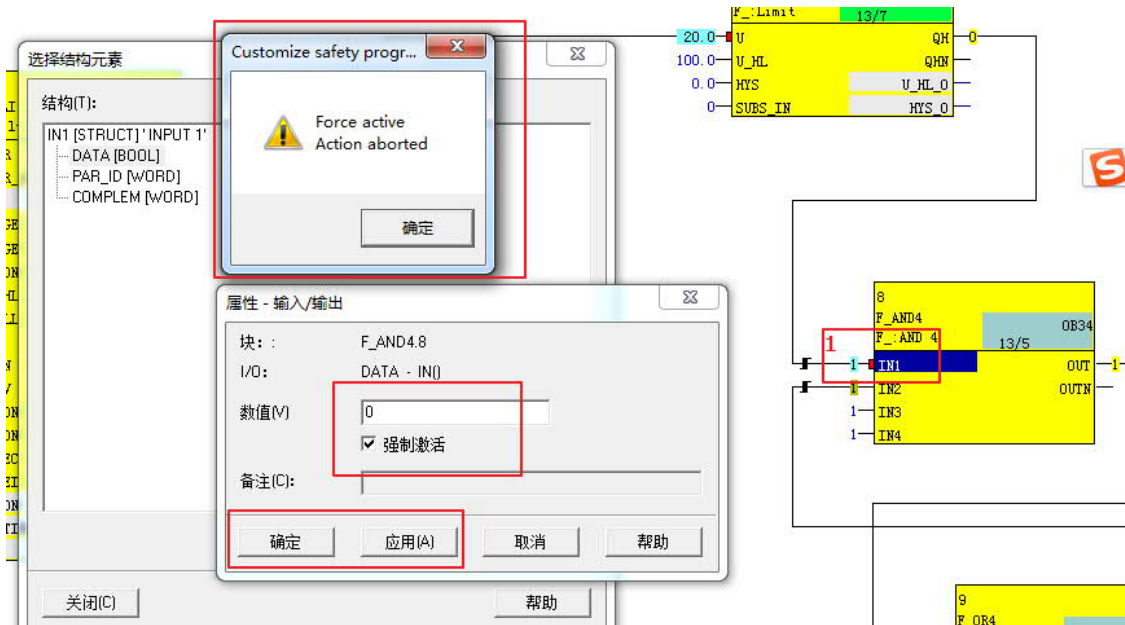 选择结构元素
结构(T):
IN1 [STRUCT] 'INPUT 1'
DATA [BOOL]
PAR_ID [WORD]
COMPLEM [WORD]
关闭(C)
帮助
Customize safety progr...
Force active
Action aborted
确定
属性 - 输入/输出
块: :
F_AND4.8
I/O:
DATA - IN()
数值(V)
0
强制激活
备注(C):
确定
应用(A)
取消
帮助
F_:Limit
13/7
20.0
U
QH
0
100.0
U_HL
QHN
0.0
HYS
U_HL_O
0
SUBS_IN
HYS_O
8
F_AND4
F_:AND 4
OB34
13/5
1
1
IN1
OUT
1
1
IN2
OUTN
1
IN3
1
IN4
9
F_OR4